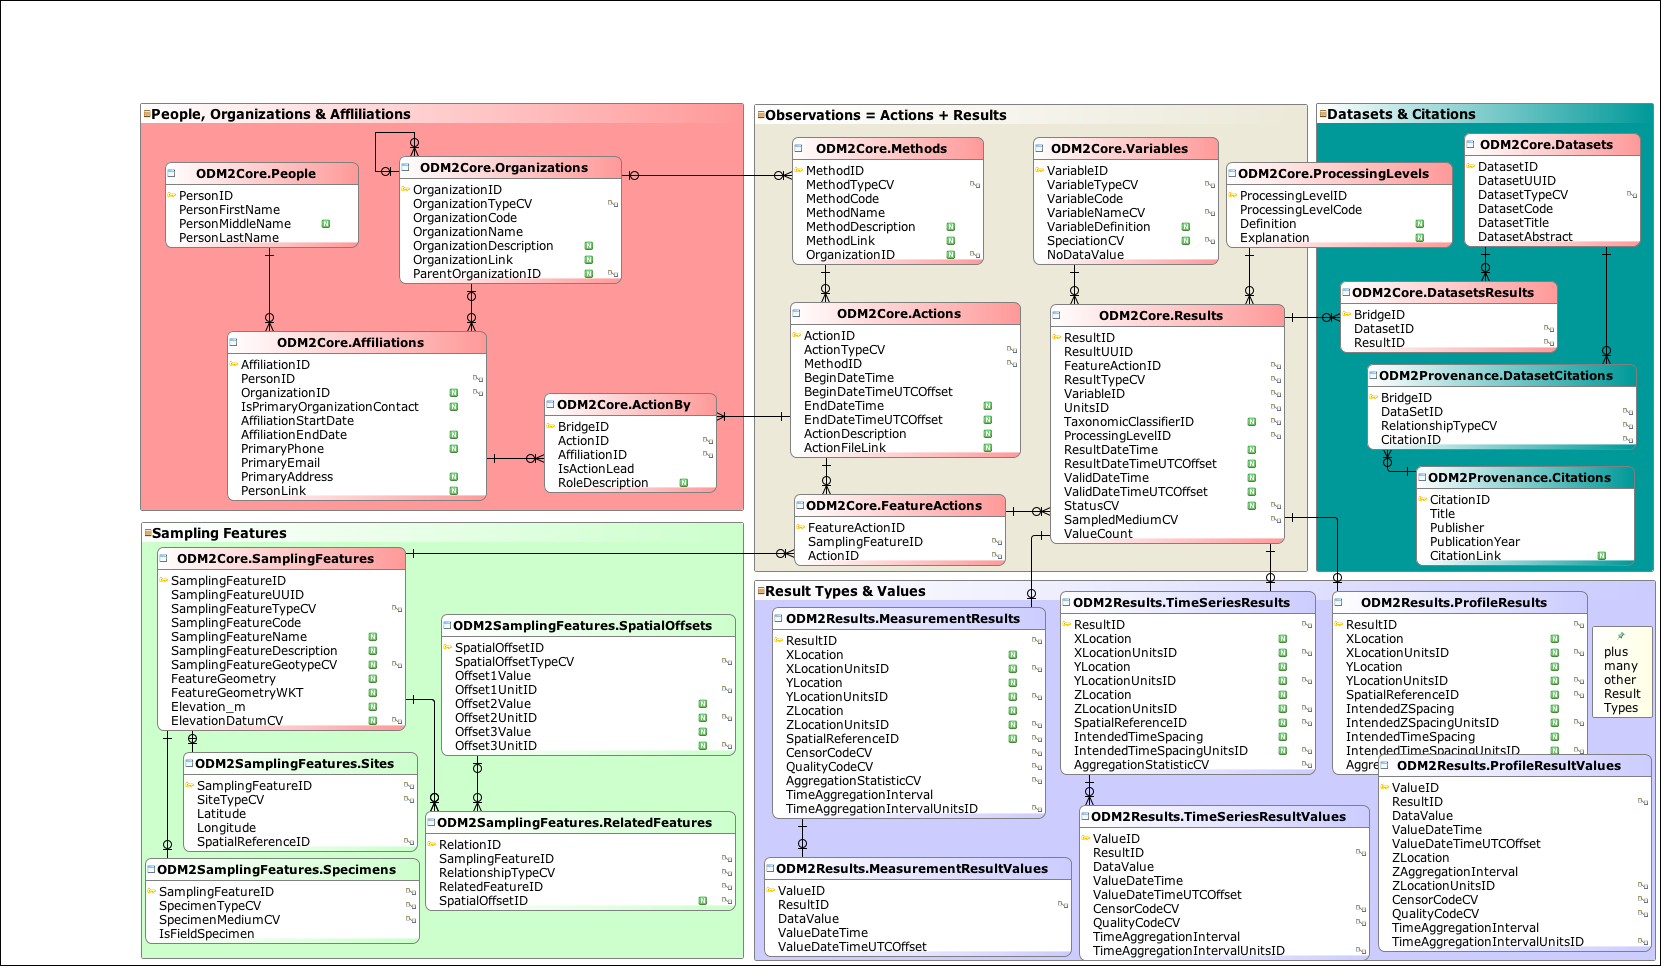 People, Organizations & Affliliations
ODM2Core.People
PersonID
PersonFirstName
PersonMiddleName N
PersonLastName
ODM2Core.Organizations
OrganizationID
OrganizationTypeCV
OrganizationCode
OrganizationName
OrganizationDescription N
OrganizationLink N
ParentOrganizationID N
ODM2Core.Affiliations
AffiliationID
PersonID
OrganizationID N
IsPrimaryOrganizationContact N
AffiliationStartDate
AffiliationEndDate N
PrimaryPhone N
PrimaryEmail
PrimaryAddress N
PersonLink N
ODM2Core.ActionBy
BridgeID
ActionID
AffiliationID
IsActionLead
RoleDescription N
Observations = Actions + Results
ODM2Core.Methods
MethodID
MethodTypeCV
MethodCode
MethodName
MethodDescription N
MethodLink N
OrganizationID N
ODM2Core.Variables
VariableID
VariableTypeCV
VariableCode
VariableNameCV
VariableDefinition N
SpeciationCV N
NoDataValue
ODM2Core.ProcessingLevels
ProcessingLevelID
ProcessingLevelCode
Definition N
Explanation N
ODM2Core.Actions
ActionID
ActionTypeCV
MethodID
BeginDateTime
BeginDateTimeUTCOffset
EndDateTime N
EndDateTimeUTCOffset N
ActionDescription N
ActionFileLink N
ODM2Core.Results
ResultID
ResultUUID
FeatureActionID
ResultTypeCV
VariableID
UnitsID
TaxonomicClassifierID N
ProcessingLevelID
ResultDateTime N
ResultDateTimeUTCOffset N
ValidDateTime N
ValidDateTimeUTCOffset N
StatusCV N
SampledMediumCV
ValueCount
ODM2Core.FeatureActions
FeatureActionID
SamplingFeatureID
ActionID
Datasets & Citations
ODM2Core.Datasets
DatasetID
DatasetUUID
DatasetTypeCV
DatasetCode
DatasetTitle
DatasetAbstract
ODM2Core.DatasetsResults
BridgeID
DatasetID
ResultID
ODM2Provenance.DatasetCitations
BridgeID
DataSetID
RelationshipTypeCV
CitationID
ODM2Provenance.Citations
CitationID
Title
Publisher
PublicationYear
CitationLink N
Sampling Features
ODM2Core.SamplingFeatures
SamplingFeatureID
SamplingFeatureUUID
SamplingFeatureTypeCV
SamplingFeatureCode
SamplingFeatureName N
SamplingFeatureDescription N
SamplingFeatureGeotypeCV N
FeatureGeometry N
FeatureGeometryWKT N
Elevation_m N
ElevationDatumCV N
ODM2SamplingFeatures.SpatialOffsets
SpatialOffsetID
SpatialOffsetTypeCV
Offset1Value
Offset1UnitID
Offset2Value N
Offset2UnitID N
Offset3Value N
Offset3UnitID N
ODM2SamplingFeatures.Sites
SamplingFeatureID
SiteTypeCV
Latitude
Longitude
SpatialReferenceID
ODM2SamplingFeatures.Specimens
SamplingFeatureID
SpecimenTypeCV
SpecimenMediumCV
IsFieldSpecimen
ODM2SamplingFeatures.RelatedFeatures
RelationID
SamplingFeatureID
RelationshipTypeCV
RelatedFeatureID
SpatialOffsetID N
Result Types & Values
ODM2Results.MeasurementResults
ResultID
XLocation N
XLocationUnitsID N
YLocation N
YLocationUnitsID N
ZLocation N
ZLocationUnitsID N
SpatialReferenceID N
CensorCodeCV
QualityCodeCV
AggregationStatisticCV
TimeAggregationInterval
TimeAggregationIntervalUnitsID
ODM2Results.MeasurementResultValues
ValueID
ResultID
DataValue
ValueDateTime
ValueDateTimeUTCOffset
ODM2Results.TimeSeriesResults
ResultID
XLocation N
XLocationUnitsID N
YLocation N
YLocationUnitsID N
ZLocation N
ZLocationUnitsID N
SpatialReferenceID N
IntendedTimeSpacing N
IntendedTimeSpacingUnitsID N
AggregationStatisticCV
ODM2Results.TimeSeriesResultValues
ValueID
ResultID
DataValue
ValueDateTime
ValueDateTimeUTCOffset
CensorCodeCV
QualityCodeCV
TimeAggregationInterval
TimeAggregationIntervalUnitsID
ODM2Results.ProfileResults
ResultID
XLocation N
XLocationUnitsID N
YLocation N
YLocationUnitsID N
SpatialReferenceID N
IntendedZSpacing N
IntendedZSpacingUnitsID N
IntendedTimeSpacing N
IntendedTimeSpacingUnitsID N
Aggre
plus
many
other
Result
Types
ODM2Results.ProfileResultValues
ValueID
ResultID
DataValue
ValueDateTime
ValueDateTimeUTCOffset
ZLocation
ZAggregationInterval
ZLocationUnitsID
CensorCodeCV
QualityCodeCV
TimeAggregationInterval
TimeAggregationIntervalUnitsID